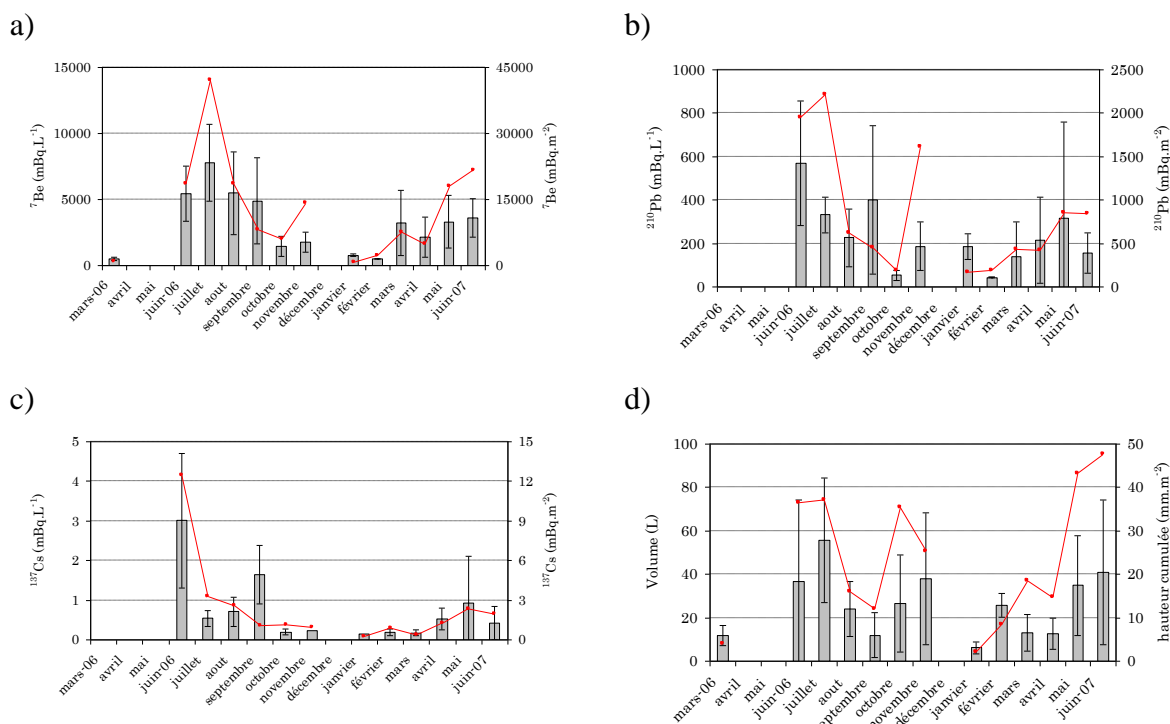 a)
15000
10000
5000
0
⁷Be (mBq.L⁻¹)
45000
30000
15000
0
⁷Be (mBq.m⁻²)
mars-06
avril
mai
juin-06
juillet
aout
septembre
octobre
novembre
décembre
janvier
février
mars
avril
mai
juin-07
b)
1000
800
600
400
200
0
²¹⁰Pb (mBq.L⁻¹)
2500
2000
1500
1000
500
0
²¹⁰Pb (mBq.m⁻²)
mars-06
avril
mai
juin-06
juillet
aout
septembre
octobre
novembre
décembre
janvier
février
mars
avril
mai
juin-07
c)
5
4
3
2
1
0
¹³⁷Cs (mBq.L⁻¹)
15
12
9
6
3
0
¹³⁷Cs (mBq.m⁻²)
mars-06
avril
mai
juin-06
juillet
aout
septembre
octobre
novembre
décembre
janvier
février
mars
avril
mai
juin-07
d)
100
80
60
40
20
0
Volume (L)
50
40
30
20
10
0
hauteur cumulée (mm.m⁻²)
mars-06
avril
mai
juin-06
juillet
aout
septembre
octobre
novembre
décembre
janvier
février
mars
avril
mai
juin-07